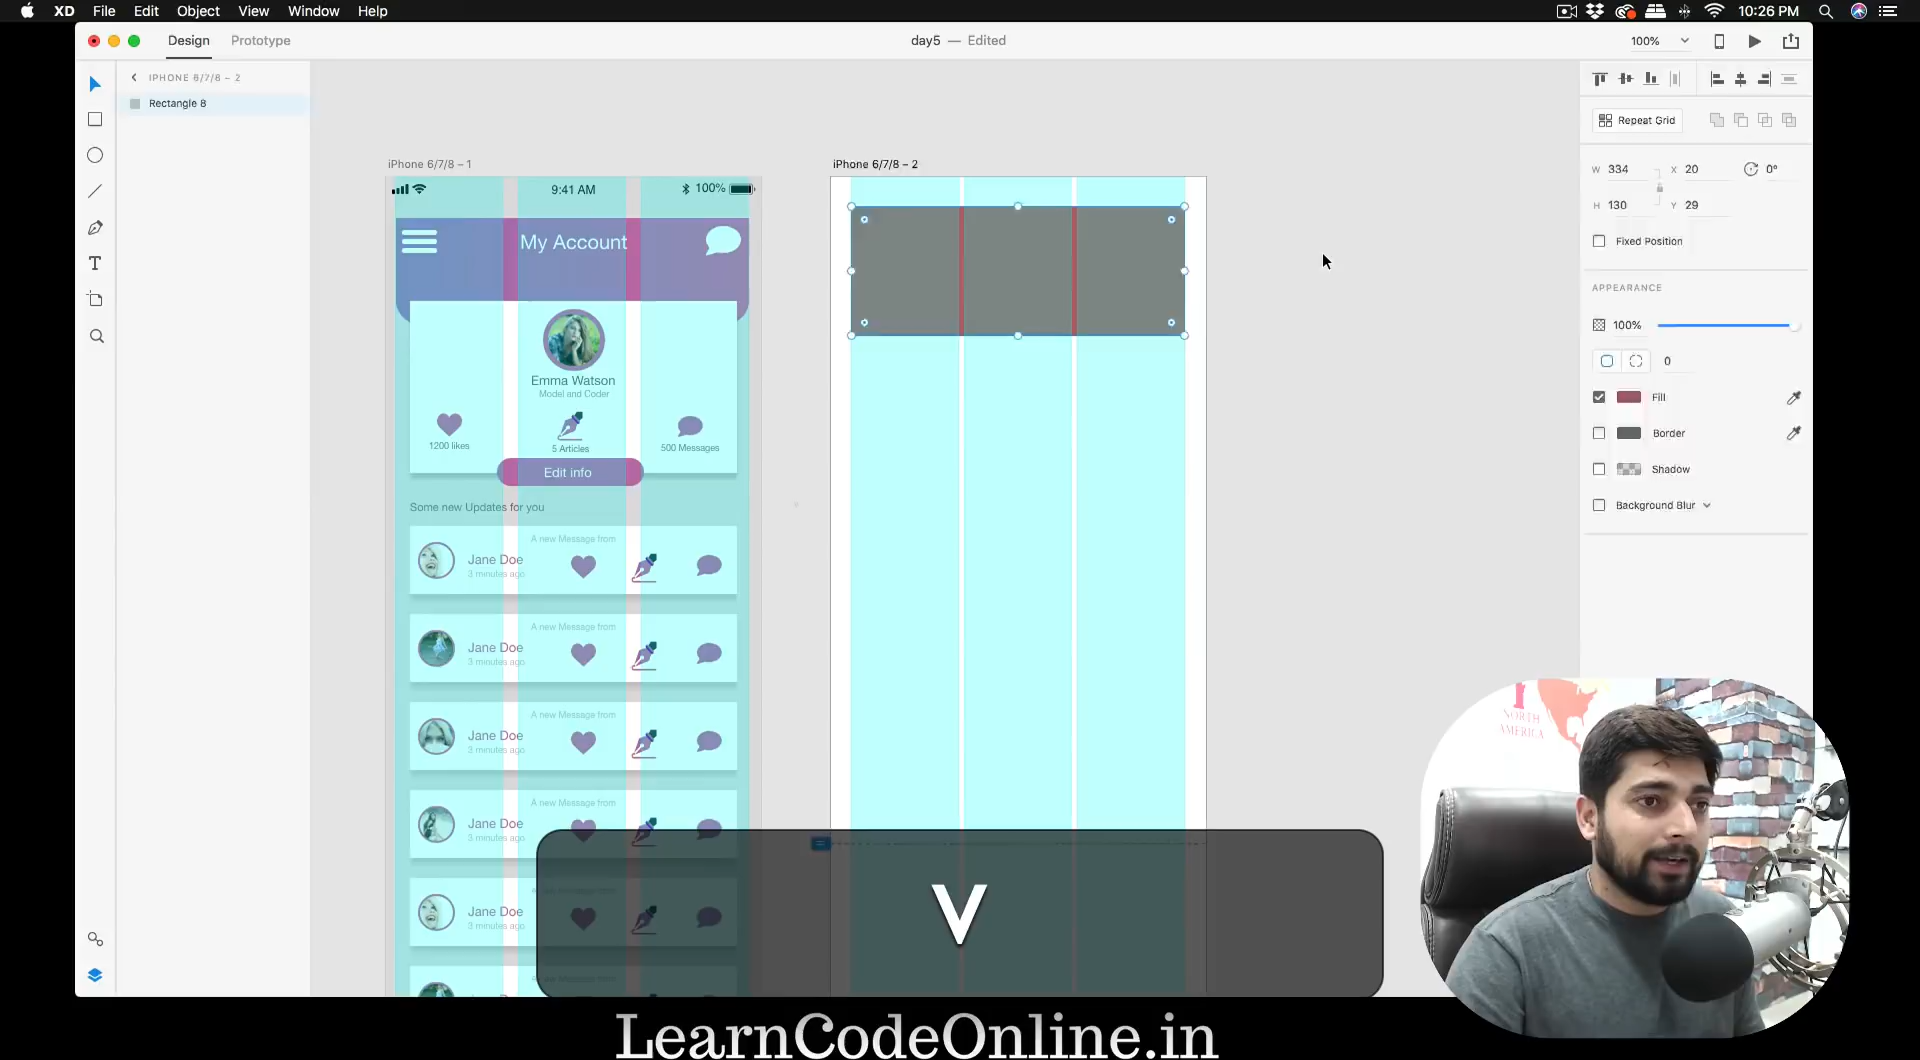 XD File Edit Object View Window Help 10:26 PM
Design Prototype day5 — Edited 100%
IPHONE 6/7/8 – 2
Rectangle 8
Repeat Grid
W 334 X 20 0°
H 130 Y 29
Fixed Position
APPEARANCE
100%
0
Fill
Border
Shadow
Background Blur
iPhone 6/7/8 – 1
9:41 AM 100%
My Account
Emma Watson
Model and Coder
1200 likes 5 Articles 500 Messages
Edit info
Some new Updates for you
A new Message from
Jane Doe
3 minutes ago
A new Message from
Jane Doe
3 minutes ago
A new Message from
Jane Doe
3 minutes ago
A new Message from
Jane Doe
3 minutes ago
Jane Doe
3 minutes ago
iPhone 6/7/8 – 2
V
I
NORTH
AMERICA
LearnCodeOnline.in